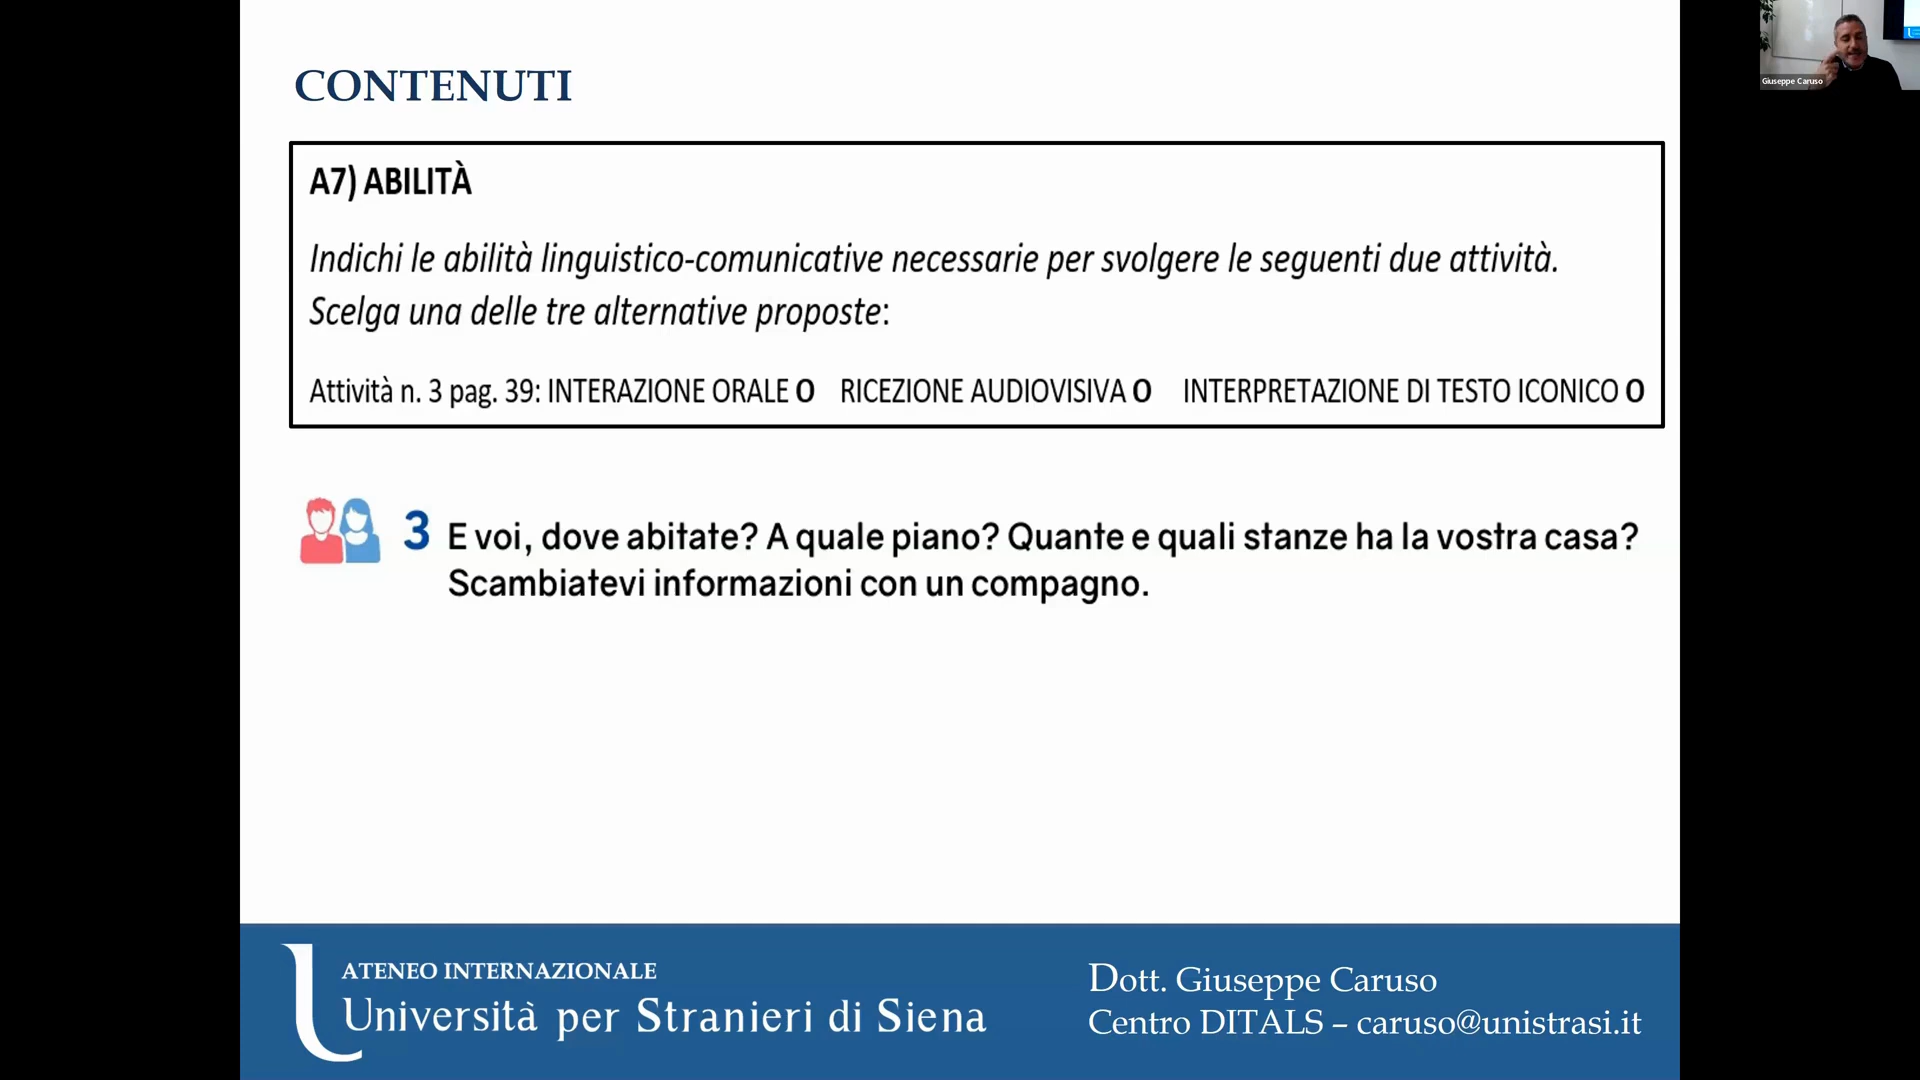 Giuseppe Caruso
CONTENUTI
A7) ABILITÀ
Indichi le abilità linguistico-comunicative necessarie per svolgere le seguenti due attività.
Scelga una delle tre alternative proposte:
Attività n. 3 pag. 39: INTERAZIONE ORALE O RICEZIONE AUDIOVISIVA O INTERPRETAZIONE DI TESTO ICONICO O
3 E voi, dove abitate? A quale piano? Quante e quali stanze ha la vostra casa?
Scambiatevi informazioni con un compagno.
ATENEO INTERNAZIONALE
Università per Stranieri di Siena
Dott. Giuseppe Caruso
Centro DITALS – caruso@unistrasi.it